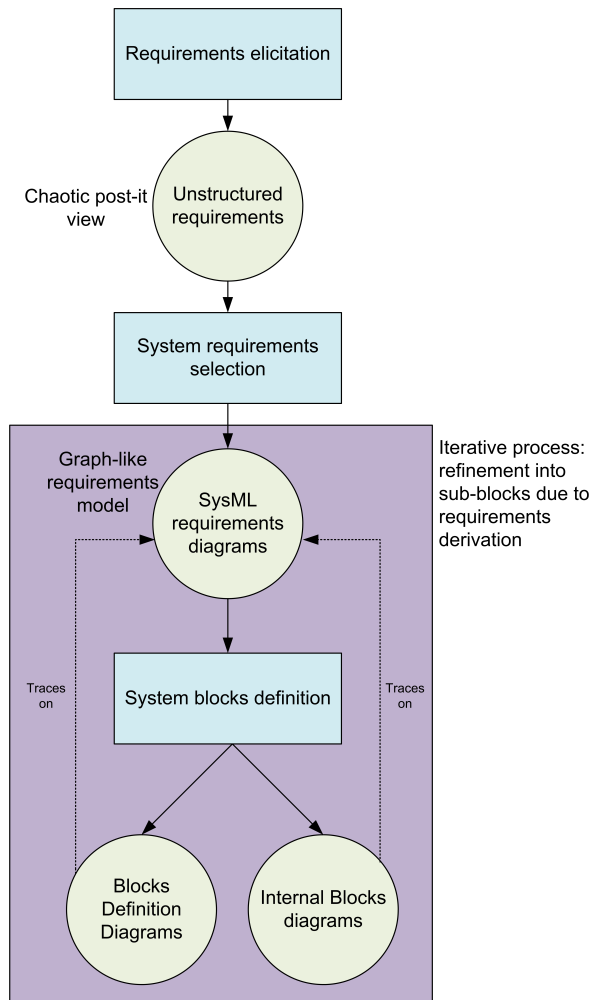 Requirements elicitation
Chaotic post-it
view
Unstructured
requirements
System requirements
selection
Graph-like
requirements
model
SysML
requirements
diagrams
Iterative process:
refinement into
sub-blocks due to
requirements
derivation
Traces
on
System blocks definition
Traces
on
Blocks
Definition
Diagrams
Internal Blocks
diagrams